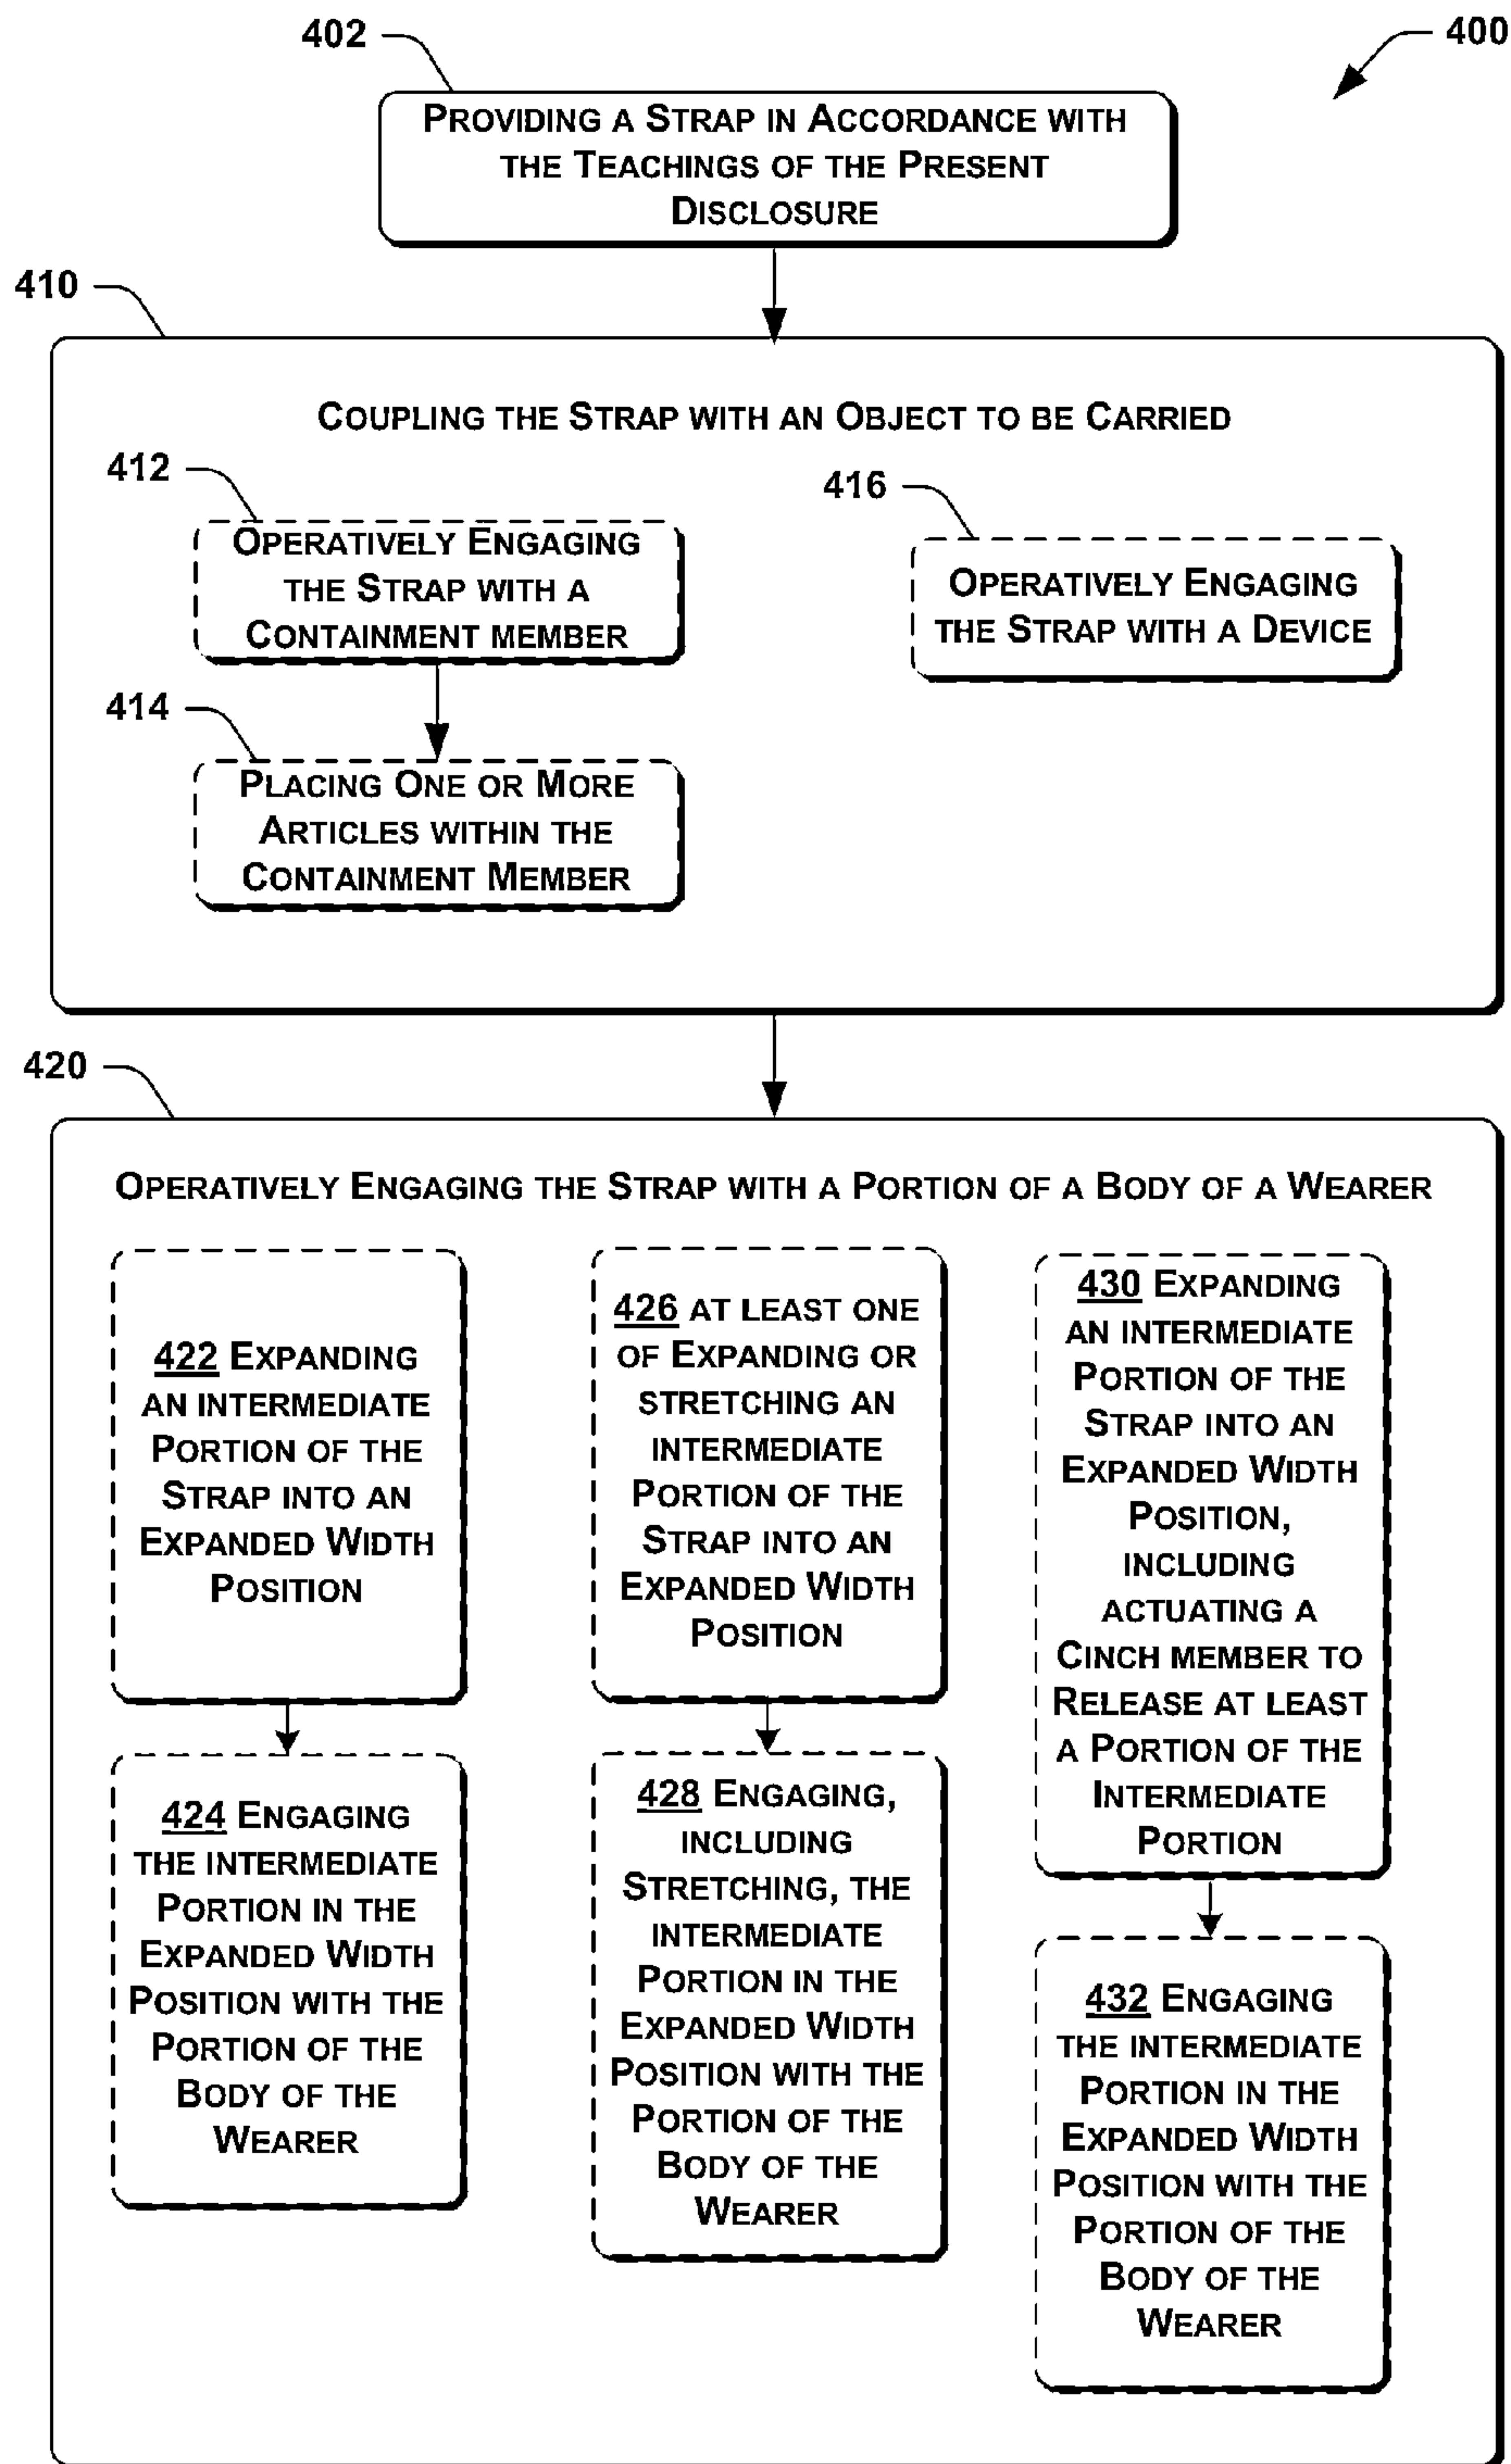 402
400
PROVIDING A STRAP IN ACCORDANCE WITH
THE TEACHINGS OF THE PRESENT
DISCLOSURE
410
COUPLING THE STRAP WITH AN OBJECT TO BE CARRIED
412
OPERATIVELY ENGAGING
THE STRAP WITH A
CONTAINMENT MEMBER
414
PLACING ONE OR MORE
ARTICLES WITHIN THE
CONTAINMENT MEMBER
416
OPERATIVELY ENGAGING
THE STRAP WITH A DEVICE
420
OPERATIVELY ENGAGING THE STRAP WITH A PORTION OF A BODY OF A WEARER
422 EXPANDING
AN INTERMEDIATE
PORTION OF THE
STRAP INTO AN
EXPANDED WIDTH
POSITION
424 ENGAGING
THE INTERMEDIATE
PORTION IN THE
EXPANDED WIDTH
POSITION WITH THE
PORTION OF THE
BODY OF THE
WEARER
426 AT LEAST ONE
OF EXPANDING OR
STRETCHING AN
INTERMEDIATE
PORTION OF THE
STRAP INTO AN
EXPANDED WIDTH
POSITION
428 ENGAGING,
INCLUDING
STRETCHING, THE
INTERMEDIATE
PORTION IN THE
EXPANDED WIDTH
POSITION WITH THE
PORTION OF THE
BODY OF THE
WEARER
430 EXPANDING
AN INTERMEDIATE
PORTION OF THE
STRAP INTO AN
EXPANDED WIDTH
POSITION,
INCLUDING
ACTUATING A
CINCH MEMBER TO
RELEASE AT LEAST
A PORTION OF THE
INTERMEDIATE
PORTION
432 ENGAGING
THE INTERMEDIATE
PORTION IN THE
EXPANDED WIDTH
POSITION WITH THE
PORTION OF THE
BODY OF THE
WEARER